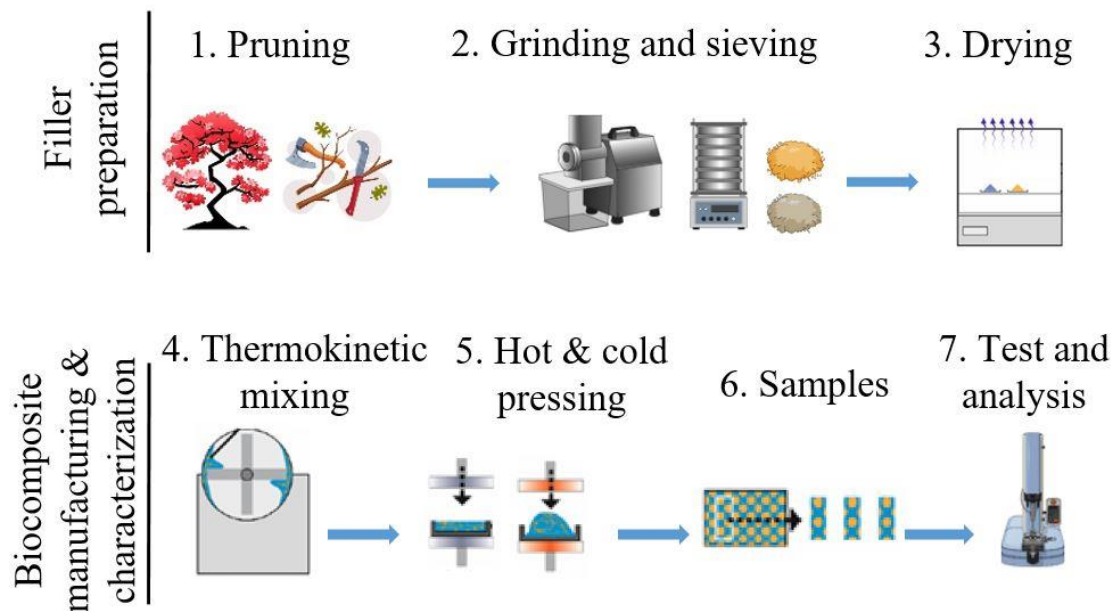 Filler
preparation
1. Pruning
2. Grinding and sieving
3. Drying
Biocomposite
manufacturing &
characterization
4. Thermokinetic
mixing
5. Hot & cold
pressing
6. Samples
7. Test and
analysis